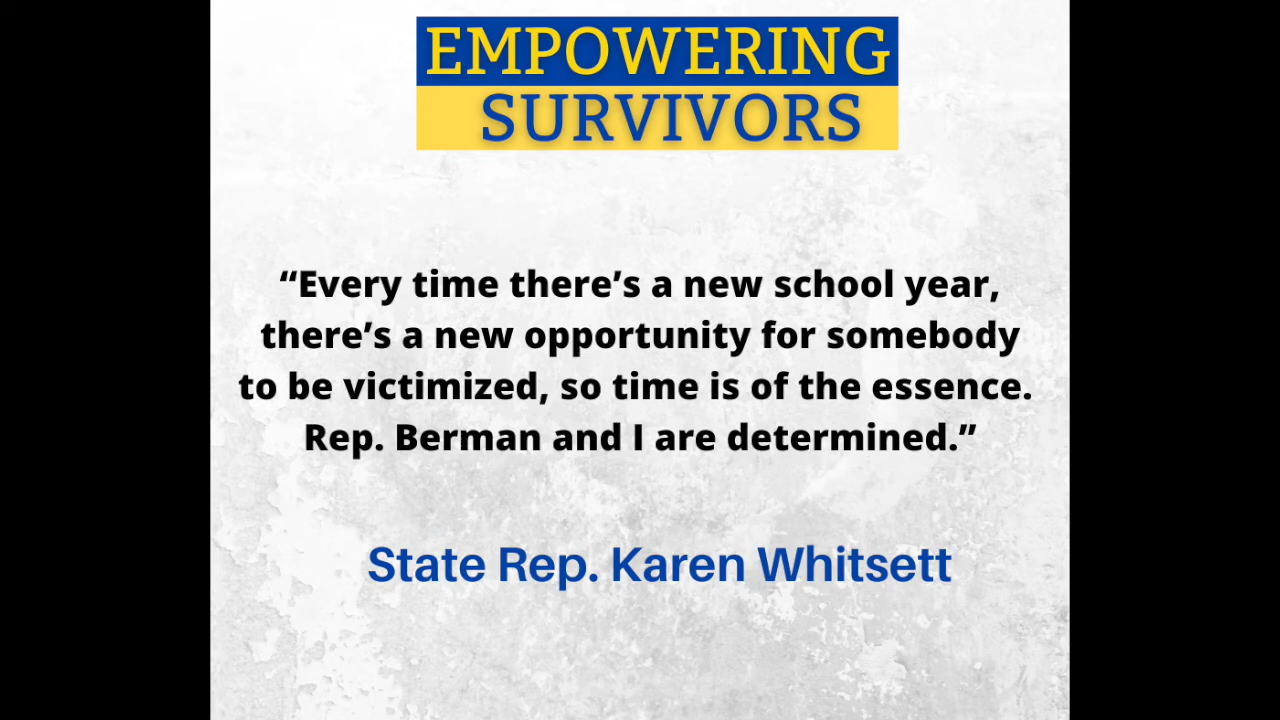 EMPOWERING
SURVIVORS
“Every time there’s a new school year,
there’s a new opportunity for somebody
to be victimized, so time is of the essence.
Rep. Berman and I are determined.”
State Rep. Karen Whitsett